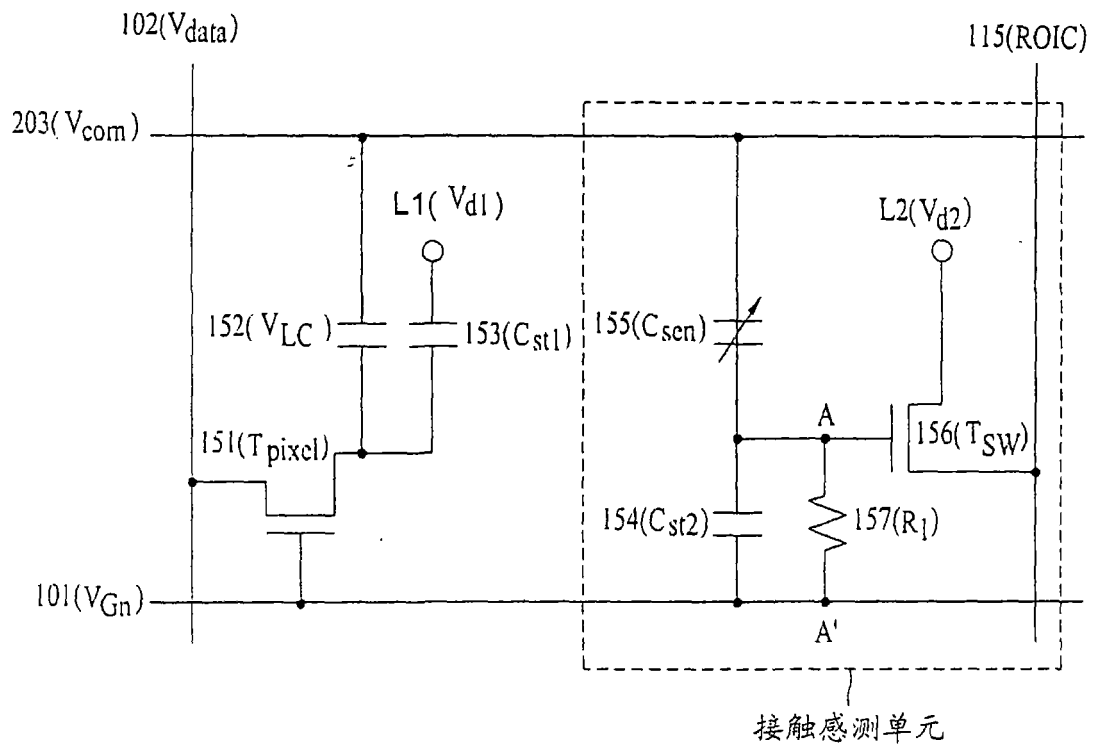 102(Vdata)
115(ROIC)
203(Vcom)
L1(Vd1)
L2(Vd2)
152(VLC)
153(Cst1)
155(Csen)
A
151(Tpixel)
156(TSW)
154(Cst2)
157(R1)
101(VGn)
A'
接触感测单元